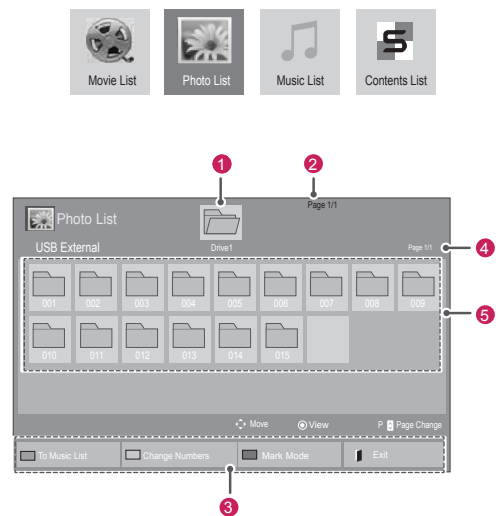 Movie List Photo List Music List Contents List
1 2
Page 1/1
Photo List
USB External Drive1 Page 1/1 4
001 002 003 004 005 006 007 008 009
5
010 011 012 013 014 015
Move View P Page Change
To Music List Change Numbers Mark Mode Exit
3